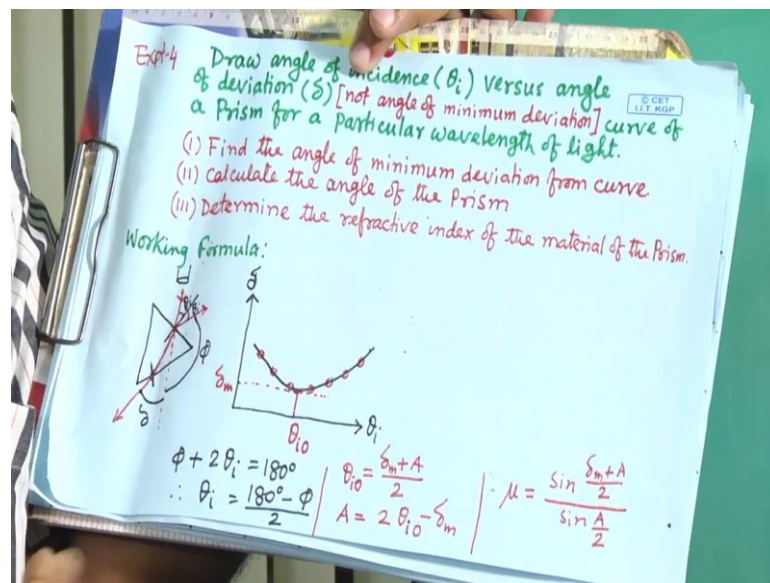 Expt-4 Draw angle of incidence (θi) versus angle
of deviation (δ) [not angle of minimum deviation] curve of
a Prism for a particular wavelength of light.
© CET
I.I.T. KGP
(i) Find the angle of minimum deviation from curve
(ii) Calculate the angle of the Prism
(iii) Determine the refractive index of the material of the Prism.
Working formula:
δ
φ
δm
δ
θi0
θi
φ + 2θi = 180°
∴ θi = (180° - φ)/2
θi0 = (δm + A)/2
A = 2θi0 - δm
μ = sin (δm + A)/2 / sin A/2